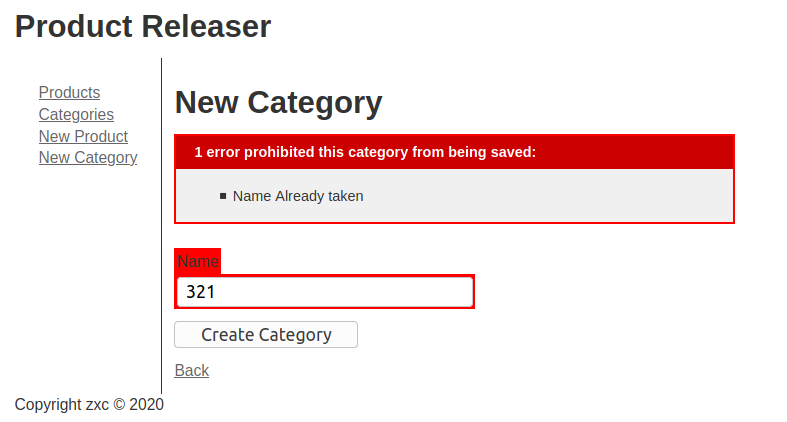 Product Releaser
Products
Categories
New Product
New Category
New Category
1 error prohibited this category from being saved:
Name Already taken
Name
321
Create Category
Back
Copyright zxc © 2020